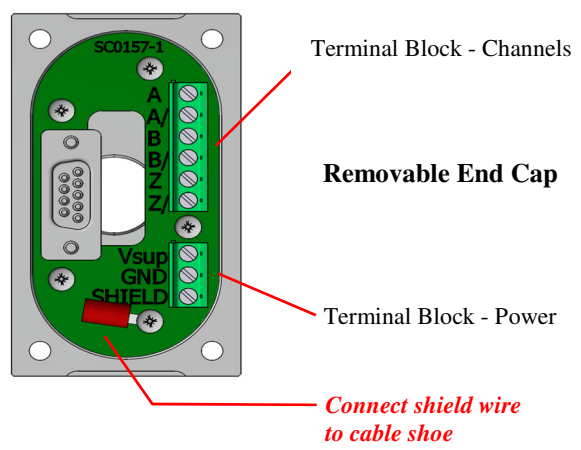 SC0157-1
Terminal Block - Channels
A
A/
B
B/
Z
Z/
Removable End Cap
Vsup
GND
SHIELD
Terminal Block - Power
Connect shield wire
to cable shoe